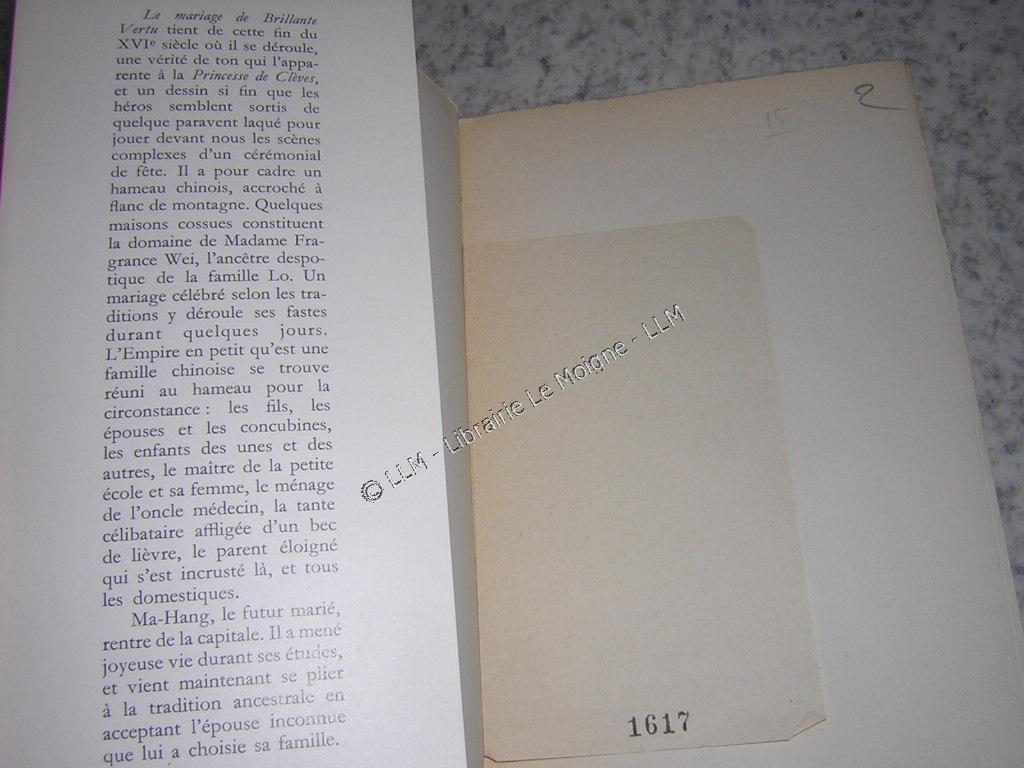 Le mariage de Brillante
Vertu tient de cette fin du
XVIe siècle où il se déroule,
une vérité de ton qui l'appa-
rente à la Princesse de Clèves,
et un dessin si fin que les
héros semblent sortis de
quelque paravent laqué pour
jouer devant nous les scènes
complexes d'un cérémonial
de fête. Il a pour cadre un
hameau chinois, accroché à
flanc de montagne. Quelques
maisons cossues constituent
la domaine de Madame Fra-
grance Wei, l'ancêtre despo-
tique de la famille Lo. Un
mariage célébré selon les tra-
ditions y déroule ses fastes
durant quelques jours.
L'Empire en petit qu'est une
famille chinoise se trouve
réuni au hameau pour la
circonstance : les fils, les
épouses et les concubines,
les enfants des unes et des
autres, le maître de la petite
école et sa femme, le ménage
de l'oncle médecin, la tante
célibataire affligée d'un bec
de lièvre, le parent éloigné
qui s'est incrusté là, et tous
les domestiques.
Ma-Hang, le futur marié,
rentre de la capitale. Il a mené
joyeuse vie durant ses études,
et vient maintenant se plier
à la tradition ancestrale en
acceptant l'épouse inconnue
que lui a choisie sa famille.
2
15
© LLM - Librairie Le Moigne - LLM
1617